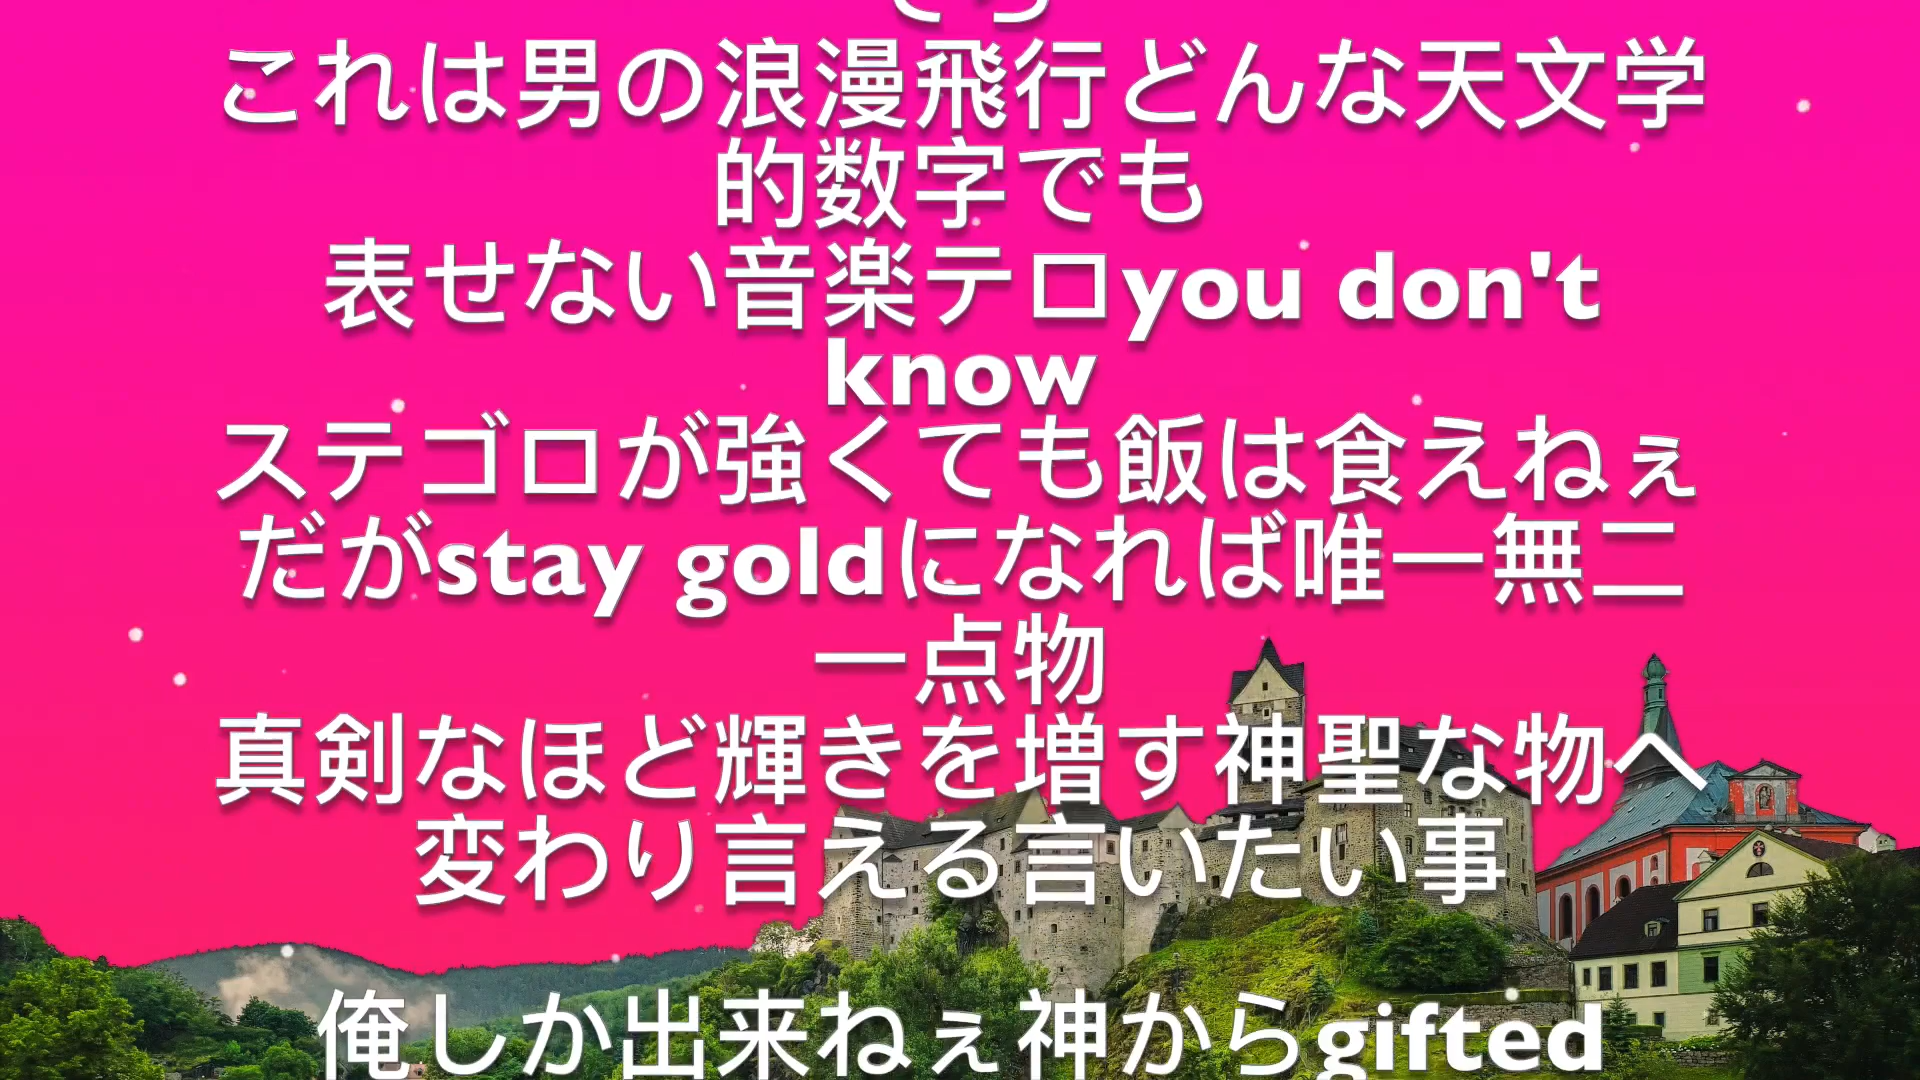 これは男の浪漫飛行どんな天文学
的数字でも
表せない音楽テロyou don't
know
ステゴロが強くても飯は食えねぇ
だがstay goldになれば唯一無二
一点物
真剣なほど輝きを増す神聖な物へ
変わり言える言いたい事
俺しか出来ねぇ神からgifted